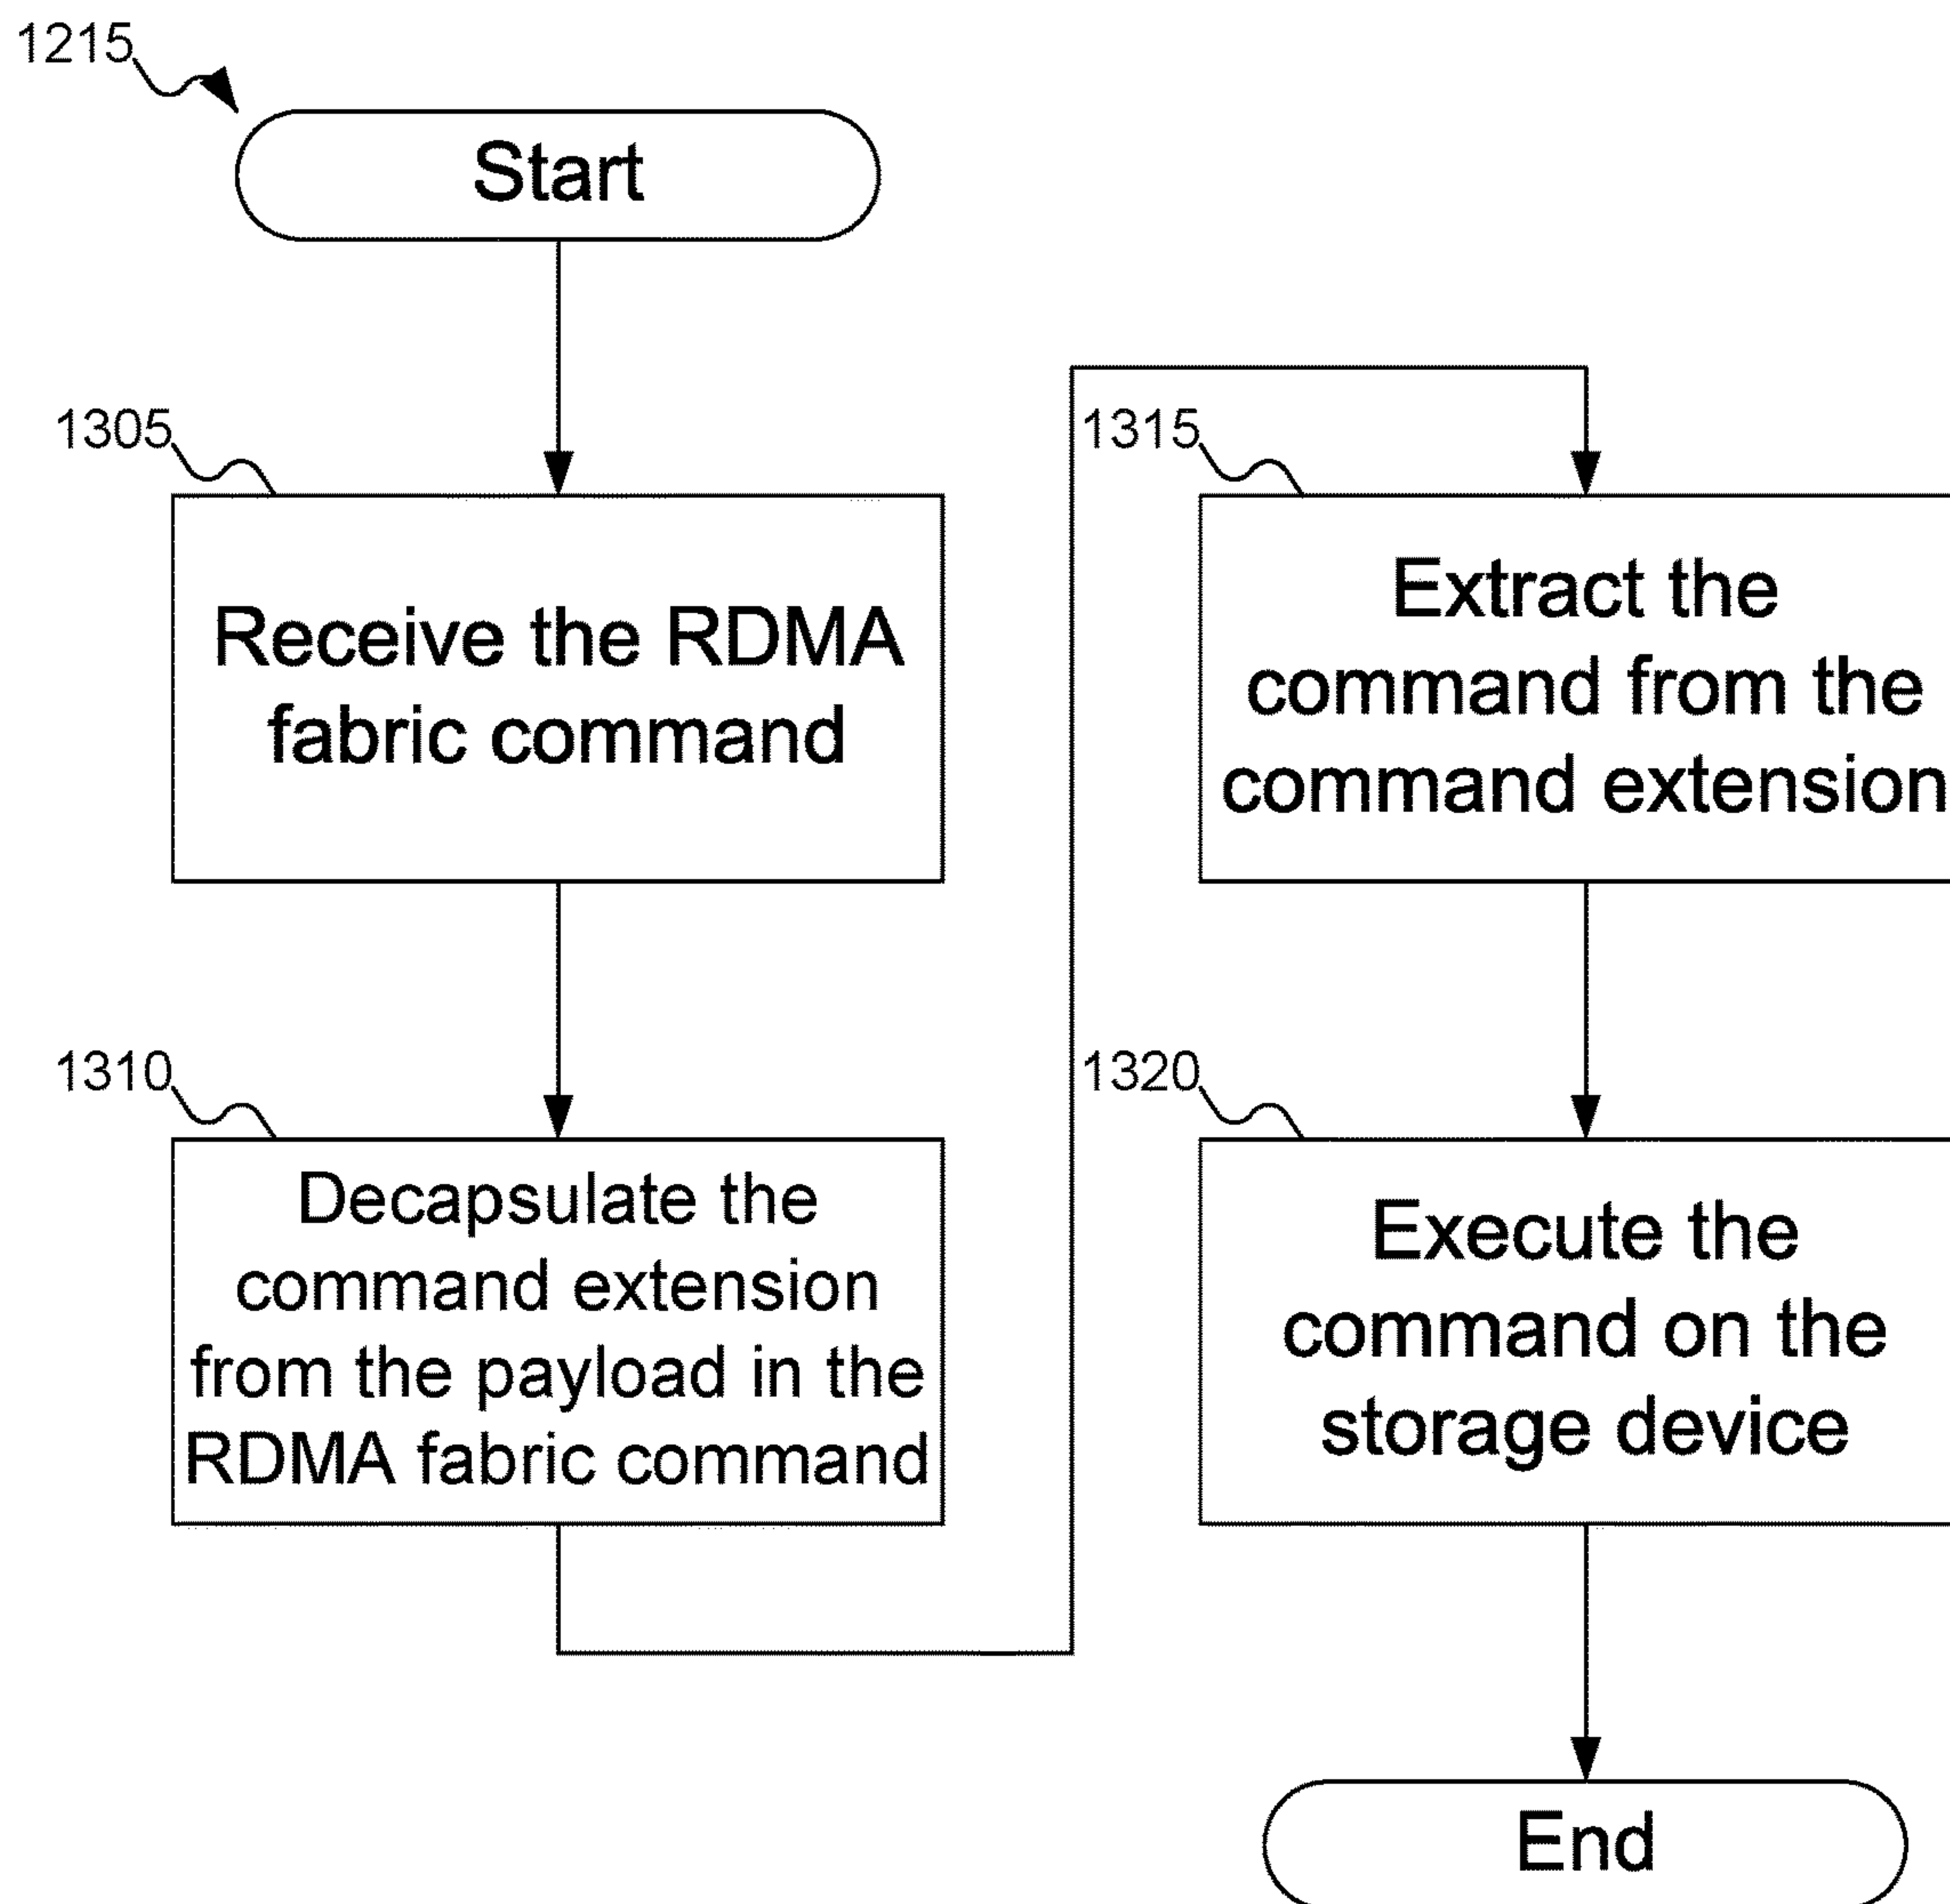 1215
Start
1305
Receive the RDMA
fabric command
1310
Decapsulate the
command extension
from the payload in the
RDMA fabric command
1315
Extract the
command from the
command extension
1320
Execute the
command on the
storage device
End